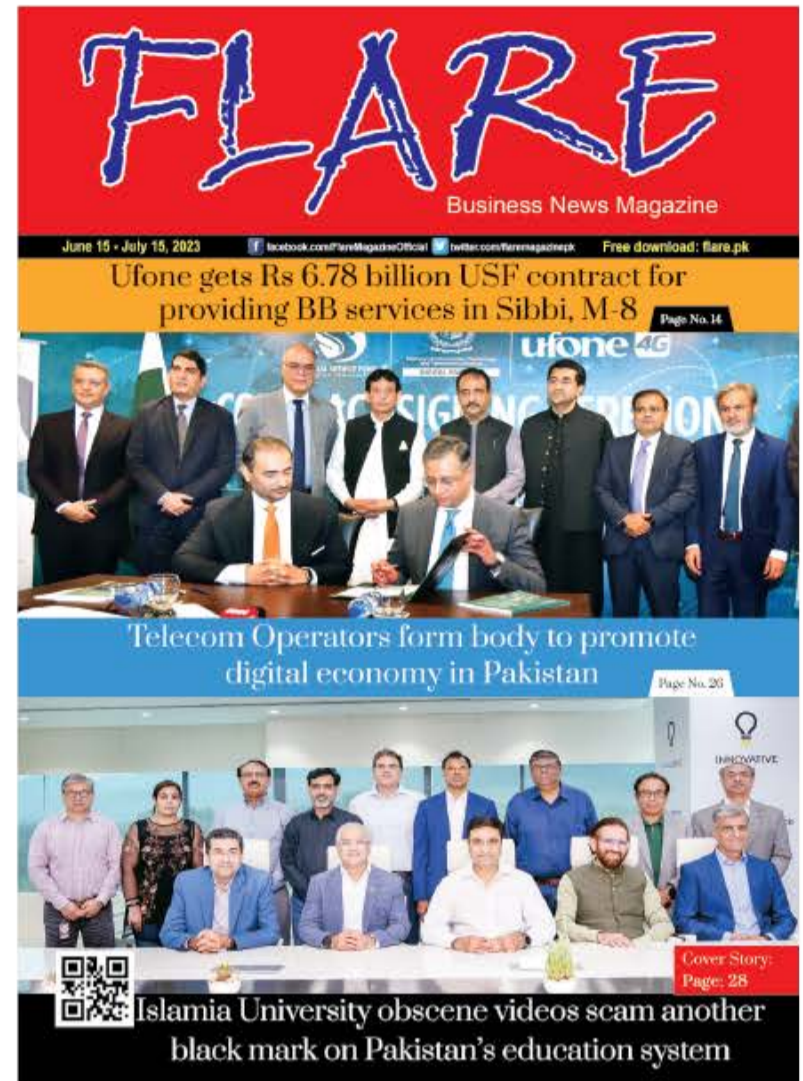 FLARE
Business News Magazine
June 15 - July 15, 2023 facebook.com/FlareMagazineOfficial twitter.com/flaremagazinepk Free download: flare.pk
Ufone gets Rs 6.78 billion USF contract for
providing BB services in Sibbi, M-8 Page No. 14
ufone 4G
Telecom Operators form body to promote
digital economy in Pakistan Page No. 26
INNOVATIVE
Cover Story:
Page: 28
Islamia University obscene videos scam another
black mark on Pakistan's education system